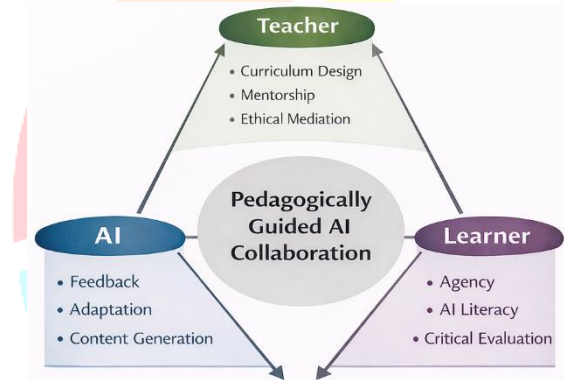 Teacher
• Curriculum Design
• Mentorship
• Ethical Mediation
Pedagogically
Guided AI
Collaboration
AI
• Feedback
• Adaptation
• Content Generation
Learner
• Agency
• AI Literacy
• Critical Evaluation